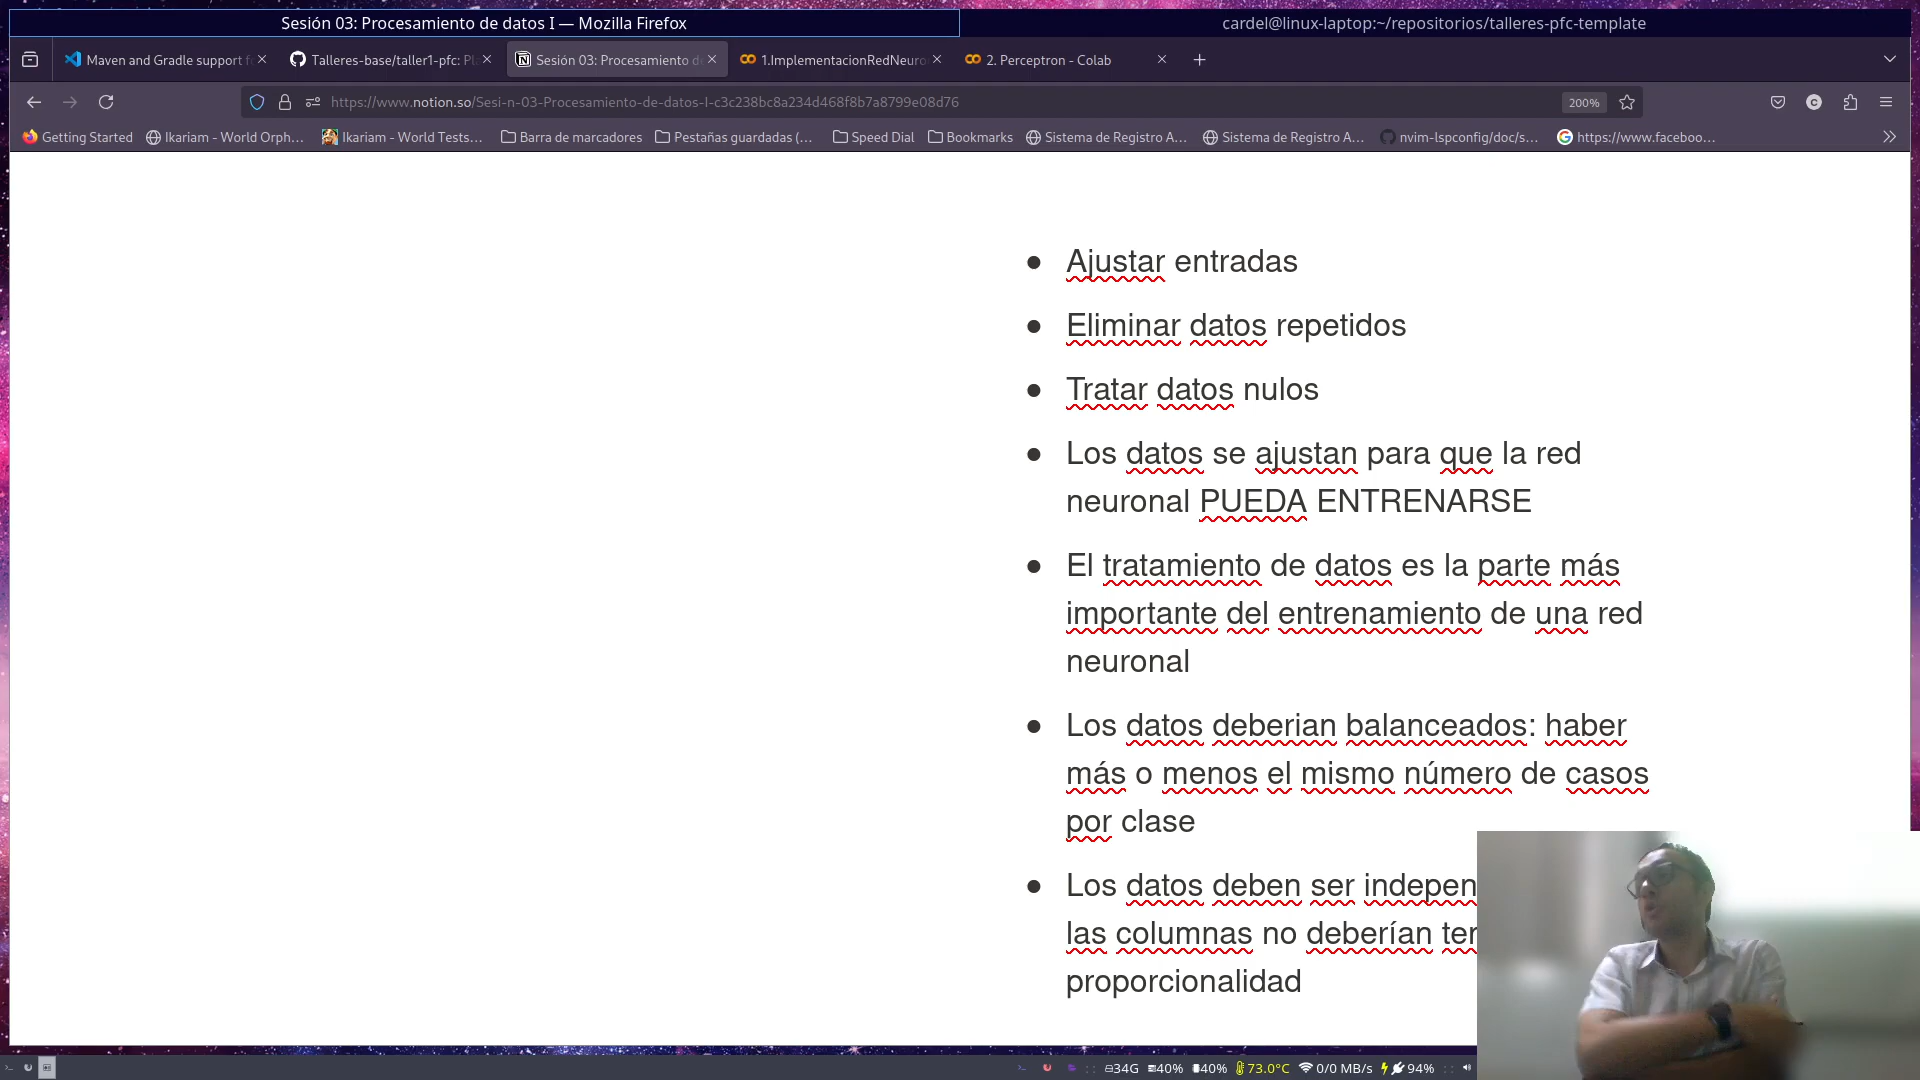 Sesión 03: Procesamiento de datos I — Mozilla Firefox
cardel@linux-laptop:~/repositorios/talleres-pfc-template
Maven and Gradle support f
Talleres-base/taller1-pfc: Pl
Sesión 03: Procesamiento d
1.ImplementacionRedNeuro
2. Perceptron - Colab
https://www.notion.so/Sesi-n-03-Procesamiento-de-datos-I-c3c238bc8a234d468f8b7a8799e08d76
200%
Getting Started
Ikariam - World Orph...
Ikariam - World Tests...
Barra de marcadores
Pestañas guardadas (...
Speed Dial
Bookmarks
Sistema de Registro A...
Sistema de Registro A...
nvim-lspconfig/doc/s...
https://www.faceboo...
Ajustar entradas
Eliminar datos repetidos
Tratar datos nulos
Los datos se ajustan para que la red
neuronal PUEDA ENTRENARSE
El tratamiento de datos es la parte más
importante del entrenamiento de una red
neuronal
Los datos deberian balanceados: haber
más o menos el mismo número de casos
por clase
Los datos deben ser indepen
las columnas no deberían ter
proporcionalidad
34G
40%
40%
73.0°C
0/0 MB/s
94%